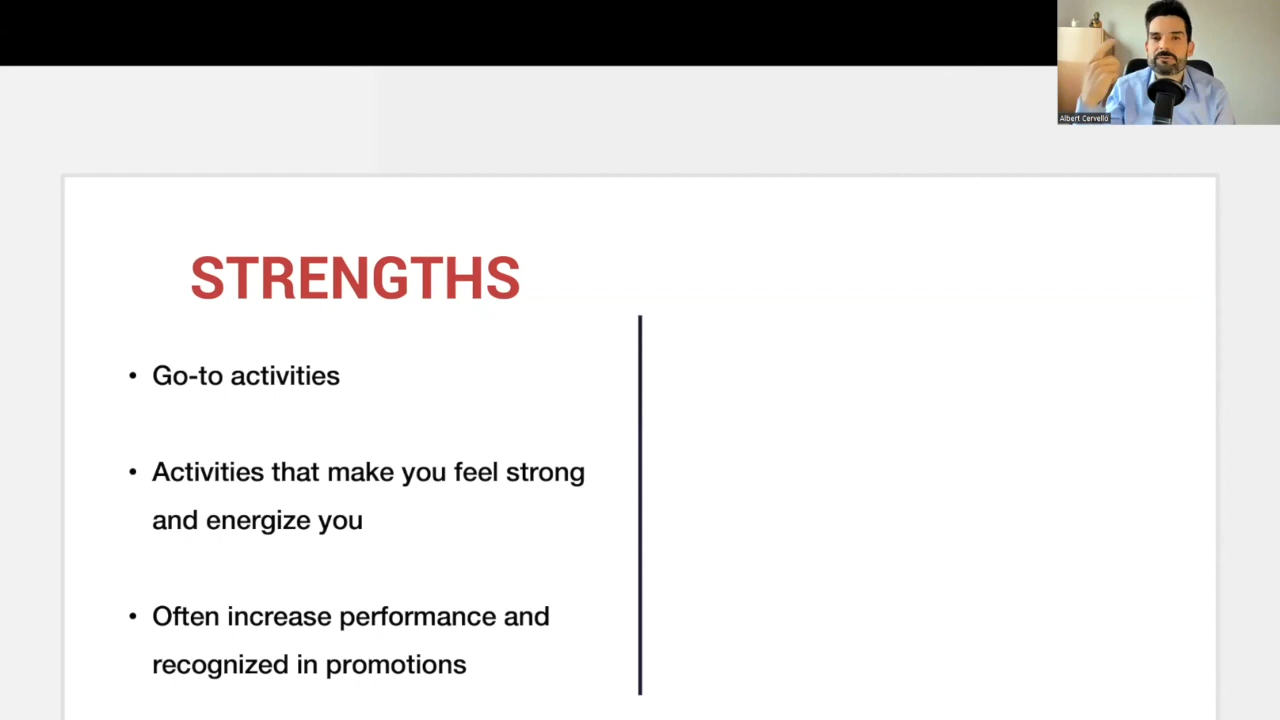 Albert Cervelló
STRENGTHS
• Go-to activities
• Activities that make you feel strong
and energize you
• Often increase performance and
recognized in promotions